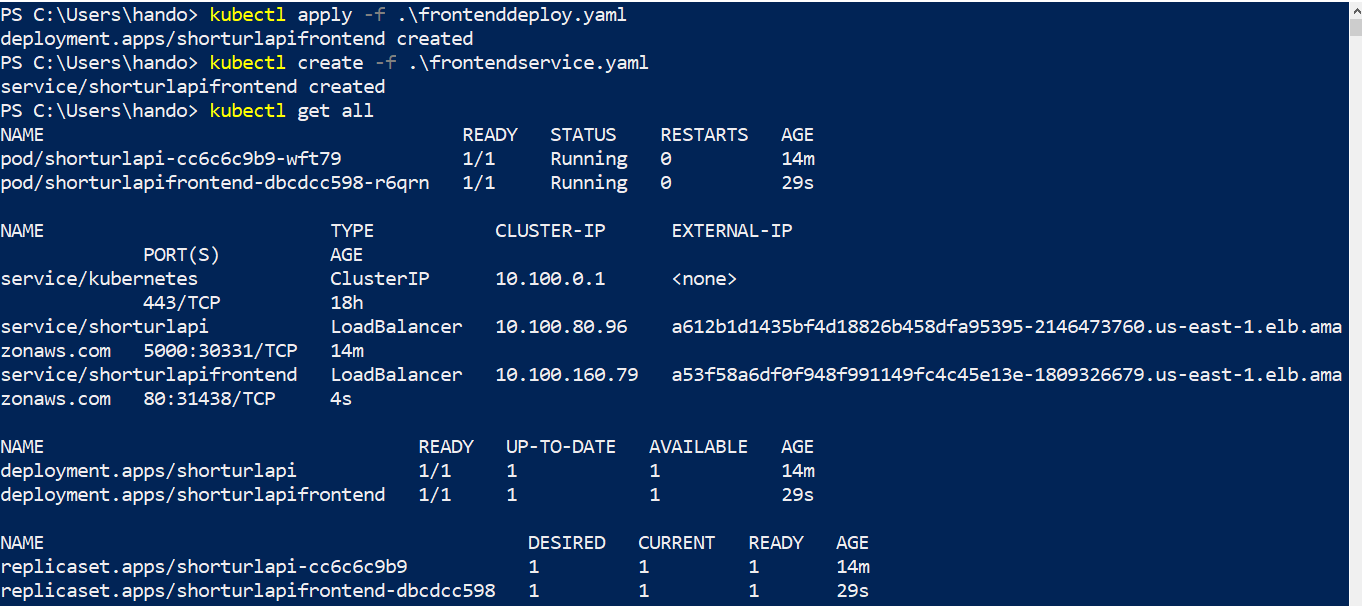 PS C:\Users\hando> kubectl apply -f .\frontenddeploy.yaml
deployment.apps/shorturlapifrontend created
PS C:\Users\hando> kubectl create -f .\frontendservice.yaml
service/shorturlapifrontend created
PS C:\Users\hando> kubectl get all
NAME                                      READY   STATUS    RESTARTS   AGE
pod/shorturlapi-cc6c6c9b9-wft79           1/1     Running   0          14m
pod/shorturlapifrontend-dbcdcc598-r6qrn   1/1     Running   0          29s

NAME                          TYPE           CLUSTER-IP      EXTERNAL-IP
             PORT(S)          AGE
service/kubernetes            ClusterIP      10.100.0.1      <none>
             443/TCP          18h
service/shorturlapi           LoadBalancer   10.100.80.96    a612b1d1435bf4d18826b458dfa95395-2146473760.us-east-1.elb.ama
zonaws.com   5000:30331/TCP   14m
service/shorturlapifrontend   LoadBalancer   10.100.160.79   a53f58a6df0f948f991149fc4c45e13e-1809326679.us-east-1.elb.ama
zonaws.com   80:31438/TCP     4s

NAME                                  READY   UP-TO-DATE   AVAILABLE   AGE
deployment.apps/shorturlapi           1/1     1            1           14m
deployment.apps/shorturlapifrontend   1/1     1            1           29s

NAME                                            DESIRED   CURRENT   READY   AGE
replicaset.apps/shorturlapi-cc6c6c9b9           1         1         1       14m
replicaset.apps/shorturlapifrontend-dbcdcc598   1         1         1       29s